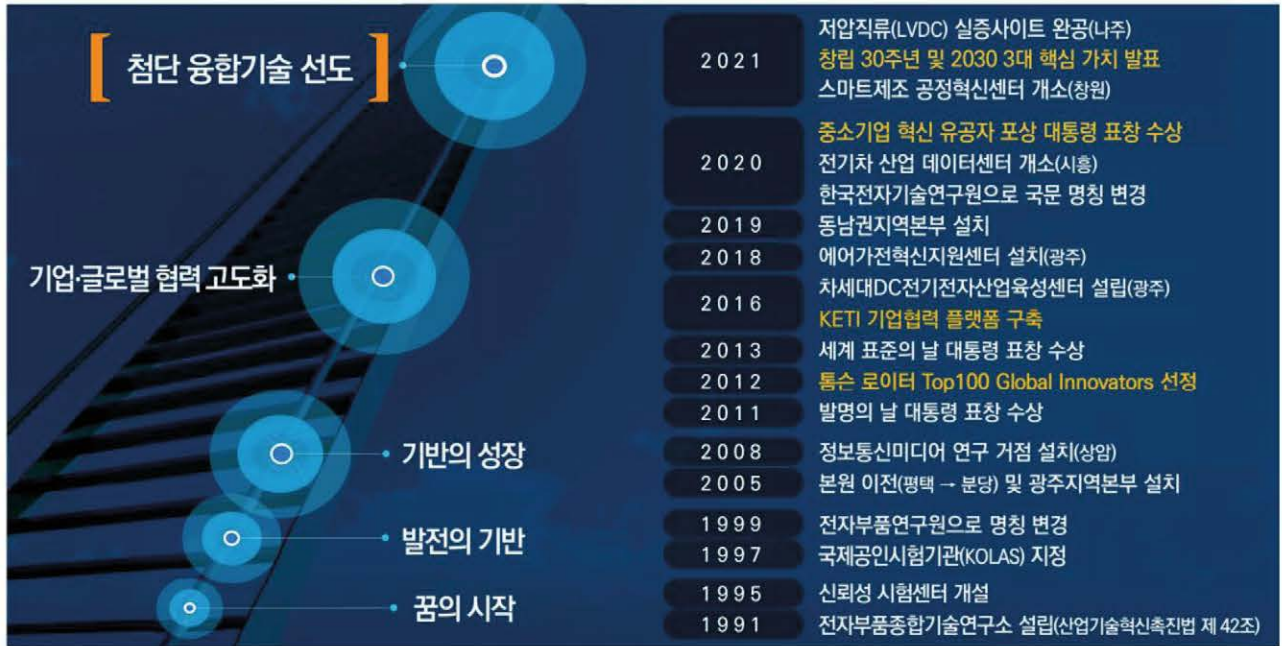 [ 첨단 융합기술 선도 ]
기업·글로벌 협력 고도화
기반의 성장
발전의 기반
꿈의 시작
2021
저압직류(LVDC) 실증사이트 완공(나주)
창립 30주년 및 2030 3대 핵심 가치 발표
스마트제조 공정혁신센터 개소(창원)
2020
중소기업 혁신 유공자 포상 대통령 표창 수상
전기차 산업 데이터센터 개소(시흥)
한국전자기술연구원으로 국문 명칭 변경
2019 동남권지역본부 설치
2018 에어가전혁신지원센터 설치(광주)
2016
차세대DC전기전자산업육성센터 설립(광주)
KETI 기업협력 플랫폼 구축
2013 세계 표준의 날 대통령 표창 수상
2012 톰슨 로이터 Top100 Global Innovators 선정
2011 발명의 날 대통령 표창 수상
2008 정보통신미디어 연구 거점 설치(상암)
2005 본원 이전(평택 → 분당) 및 광주지역본부 설치
1999 전자부품연구원으로 명칭 변경
1997 국제공인시험기관(KOLAS) 지정
1995 신뢰성 시험센터 개설
1991 전자부품종합기술연구소 설립(산업기술혁신촉진법 제 42조)